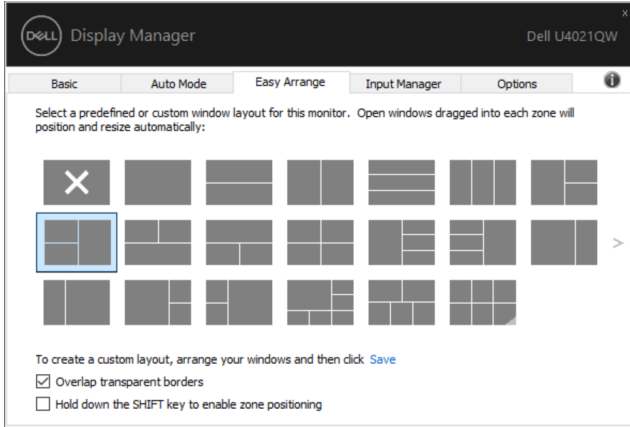 x
DELL Display Manager
Dell U4021QW
Basic
Auto Mode
Easy Arrange
Input Manager
Options
i
Select a predefined or custom window layout for this monitor. Open windows dragged into each zone will
position and resize automatically:
To create a custom layout, arrange your windows and then click Save
Overlap transparent borders
Hold down the SHIFT key to enable zone positioning